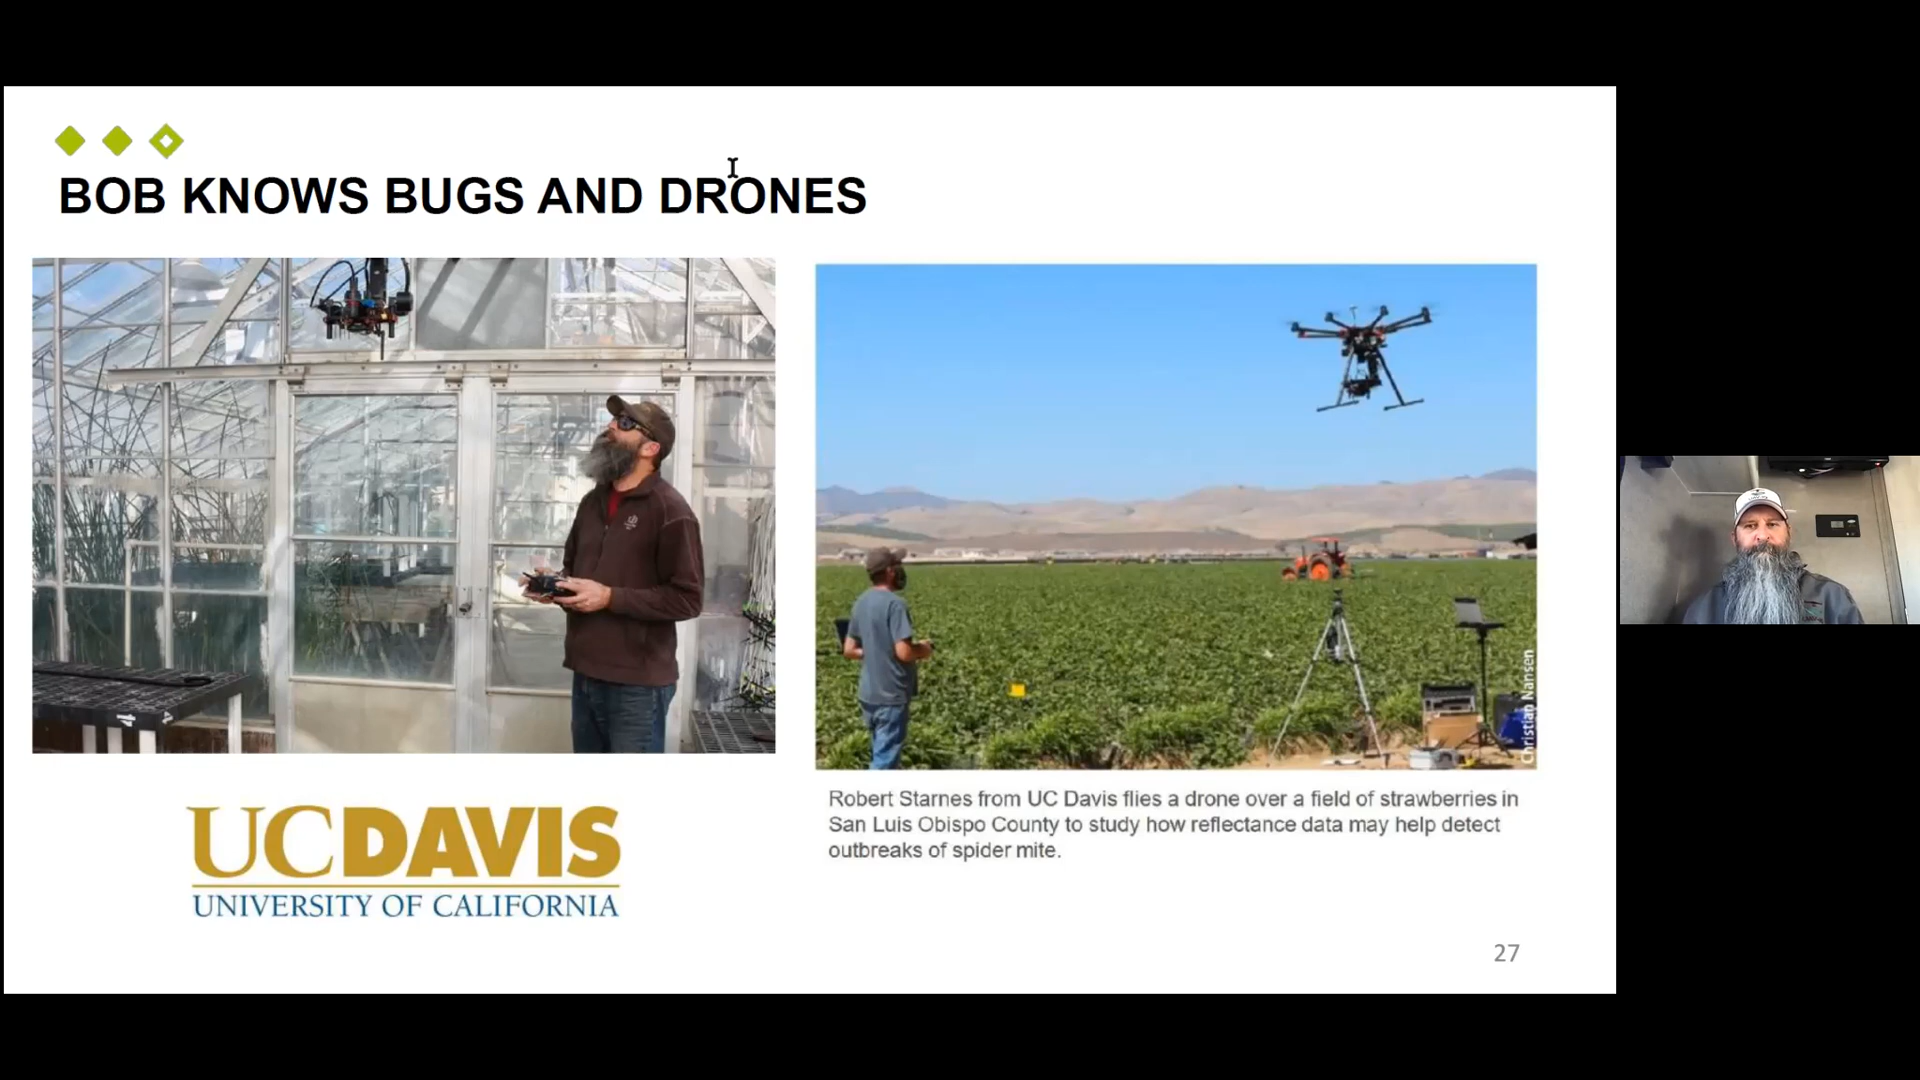 BOB KNOWS BUGS AND DRONES
Christian Nansen
UCDAVIS
UNIVERSITY OF CALIFORNIA
Robert Starnes from UC Davis flies a drone over a field of strawberries in
San Luis Obispo County to study how reflectance data may help detect
outbreaks of spider mite.
27